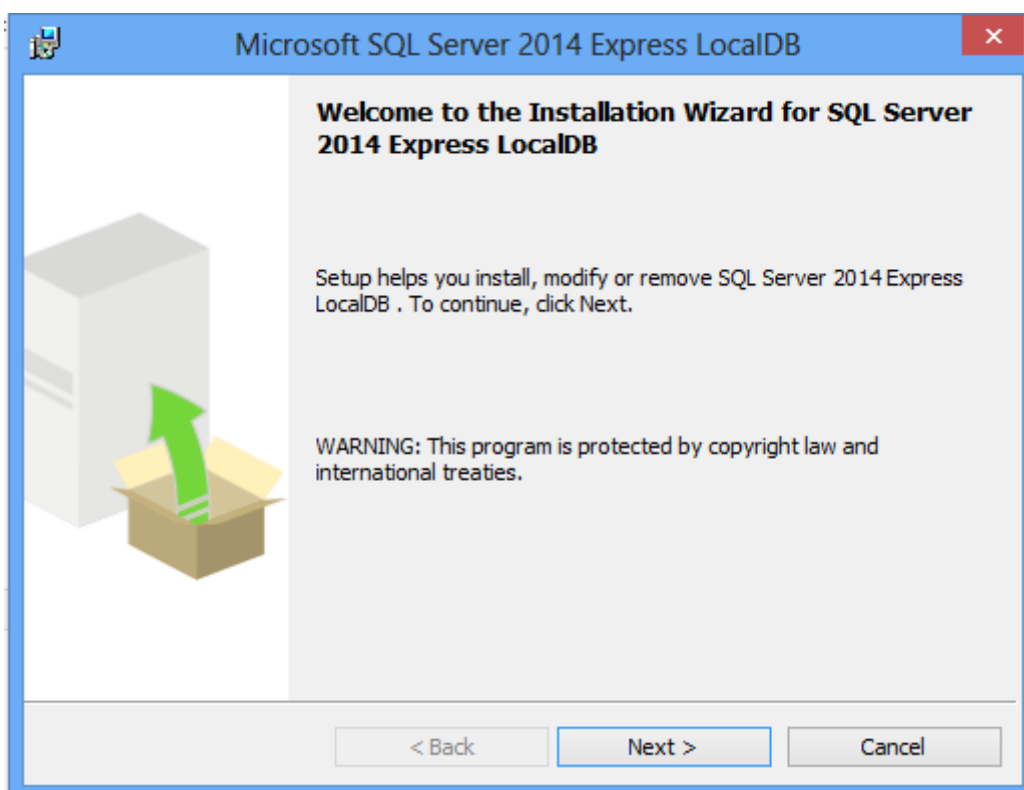 Microsoft SQL Server 2014 Express LocalDB
Welcome to the Installation Wizard for SQL Server
2014 Express LocalDB
Setup helps you install, modify or remove SQL Server 2014 Express
LocalDB . To continue, click Next.
WARNING: This program is protected by copyright law and
international treaties.
< Back
Next >
Cancel